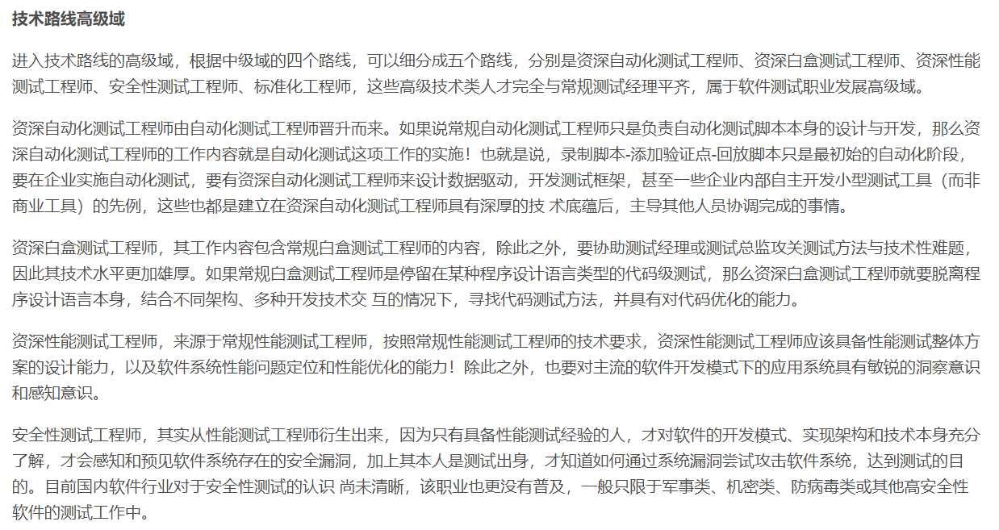 技术路线高级域
进入技术路线的高级域，根据中级域的四个路线，可以细分成五个路线，分别是资深自动化测试工程师、资深白盒测试工程师、资深性能
测试工程师、安全性测试工程师、标准化工程师，这些高级技术类人才完全与常规测试经理平齐，属于软件测试职业发展高级域。
资深自动化测试工程师由自动化测试工程师晋升而来。如果说常规自动化测试工程师只是负责自动化测试脚本本身的设计与开发，那么资
深自动化测试工程师的工作内容就是自动化测试这项工作的实施！也就是说，录制脚本-添加验证点-回放脚本只是最初始的自动化阶段，
要在企业实施自动化测试，要有资深自动化测试工程师来设计数据驱动，开发测试框架，甚至一些企业内部自主开发小型测试工具（而非
商业工具）的先例，这些也都是建立在资深自动化测试工程师具有深厚的技 术底蕴后，主导其他人员协调完成的事情。
资深白盒测试工程师，其工作内容包含常规白盒测试工程师的内容，除此之外，要协助测试经理或测试总监攻关测试方法与技术性难题，
因此其技术水平更加雄厚。如果常规白盒测试工程师是停留在某种程序设计语言类型的代码级测试，那么资深白盒测试工程师就要脱离程
序设计语言本身，结合不同架构、多种开发技术交 互的情况下，寻找代码测试方法，并具有对代码优化的能力。
资深性能测试工程师，来源于常规性能测试工程师，按照常规性能测试工程师的技术要求，资深性能测试工程师应该具备性能测试整体方
案的设计能力，以及软件系统性能问题定位和性能优化的能力！除此之外，也要对主流的软件开发模式下的应用系统具有敏锐的洞察意识
和感知意识。
安全性测试工程师，其实从性能测试工程师衍生出来，因为只有具备性能测试经验的人，才对软件的开发模式、实现架构和技术本身充分
了解，才会感知和预见软件系统存在的安全漏洞，加上其本人是测试出身，才知道如何通过系统漏洞尝试攻击软件系统，达到测试的目
的。目前国内软件行业对于安全性测试的认识 尚未清晰，该职业也更没有普及，一般只限于军事类、机密类、防病毒类或其他高安全性
软件的测试工作中。